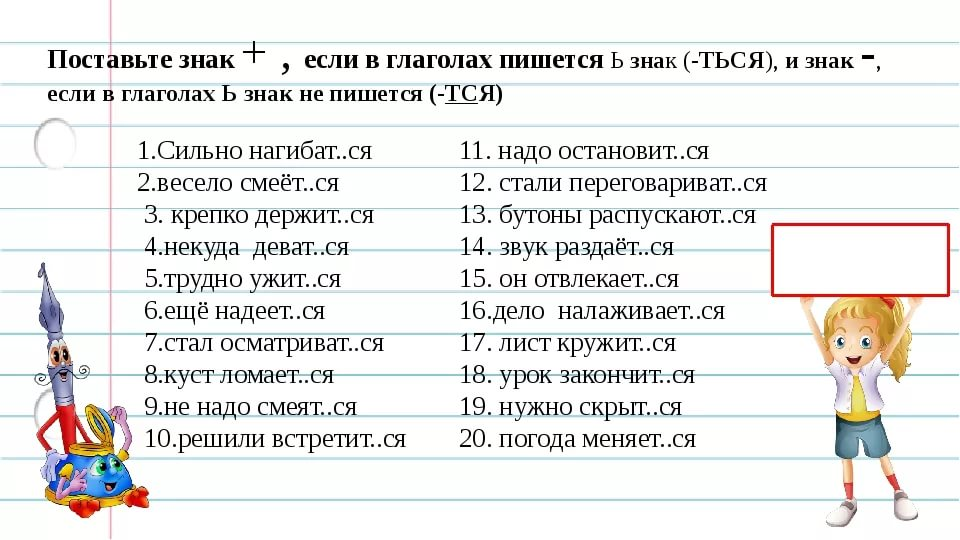 Поставьте знак + , если в глаголах пишется Ь знак (-ТЬСЯ), и знак -,
если в глаголах Ь знак не пишется (-ТСЯ)
1.Сильно нагибат..ся
2.весело смеёт..ся
3. крепко держит..ся
4.некуда деват..ся
5.трудно ужит..ся
6.ещё надеет..ся
7.стал осматриват..ся
8.куст ломает..ся
9.не надо смеят..ся
10.решили встретит..ся
11. надо остановит..ся
12. стали переговариват..ся
13. бутоны распускают..ся
14. звук раздаёт..ся
15. он отвлекает..ся
16.дело налаживает..ся
17. лист кружит..ся
18. урок закончит..ся
19. нужно скрыт..ся
20. погода меняет..ся